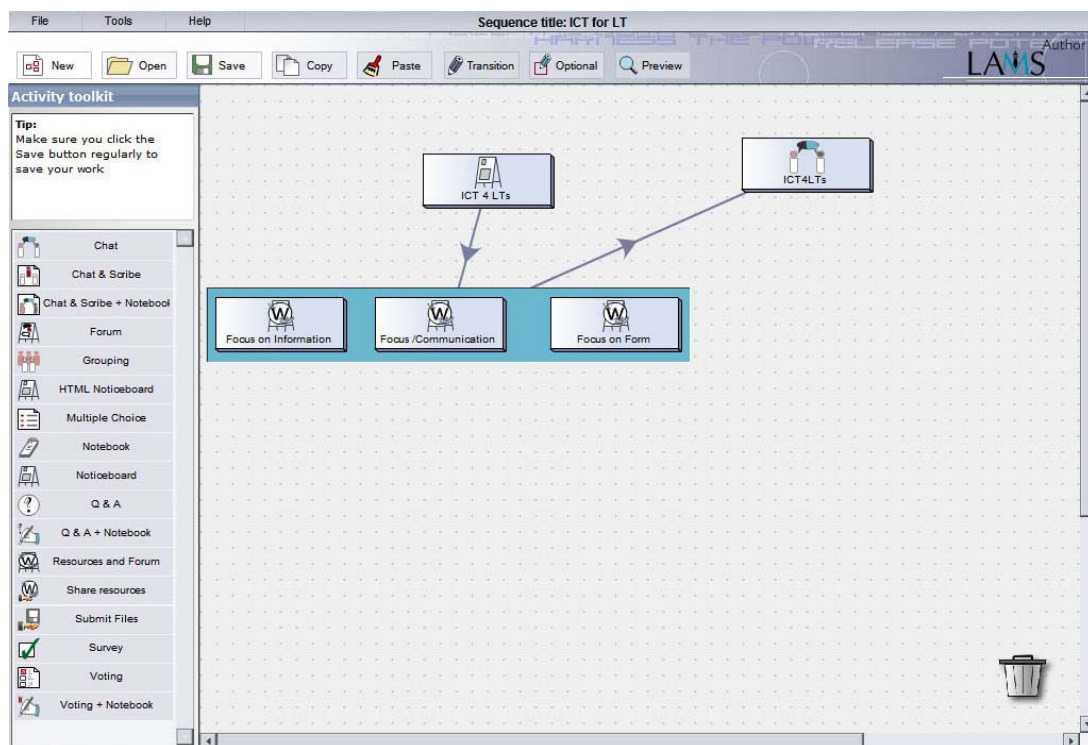 File Tools Help Sequence title: ICT for LT
HARNESS THE
Author
New Open Save Copy Paste Transition Optional Preview
LAMS
Activity toolkit
Tip:
Make sure you click the
Save button regularly to
save your work
ICT 4 LTs
ICT4LTs
Focus on Information
Focus /Communication
Focus on Form
Chat
Chat & Scribe
Chat & Scribe + Notebook
Forum
Grouping
HTML Noticeboard
Multiple Choice
Notebook
Noticeboard
Q & A
Q & A + Notebook
Resources and Forum
Share resources
Submit Files
Survey
Voting
Voting + Notebook